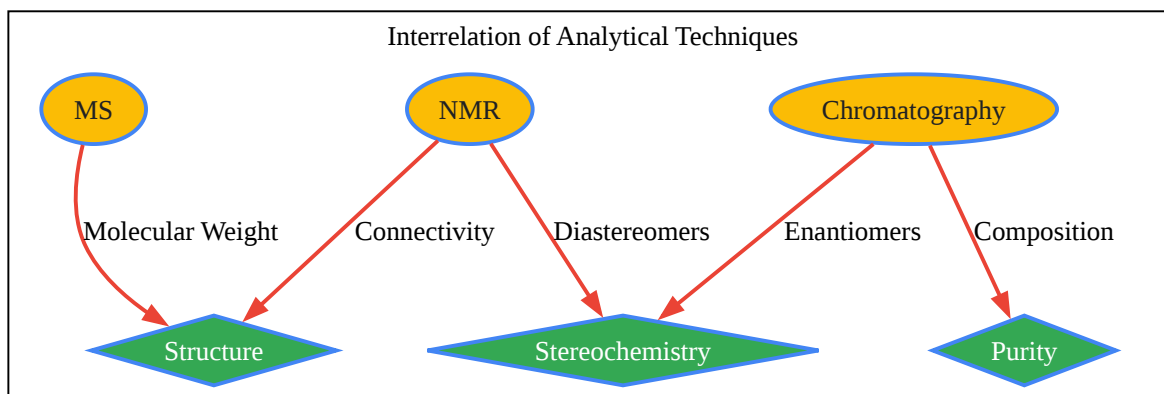 Interrelation of Analytical Techniques
MS
NMR
Chromatography
Molecular Weight
Connectivity
Diastereomers
Enantiomers
Composition
Structure
Stereochemistry
Purity